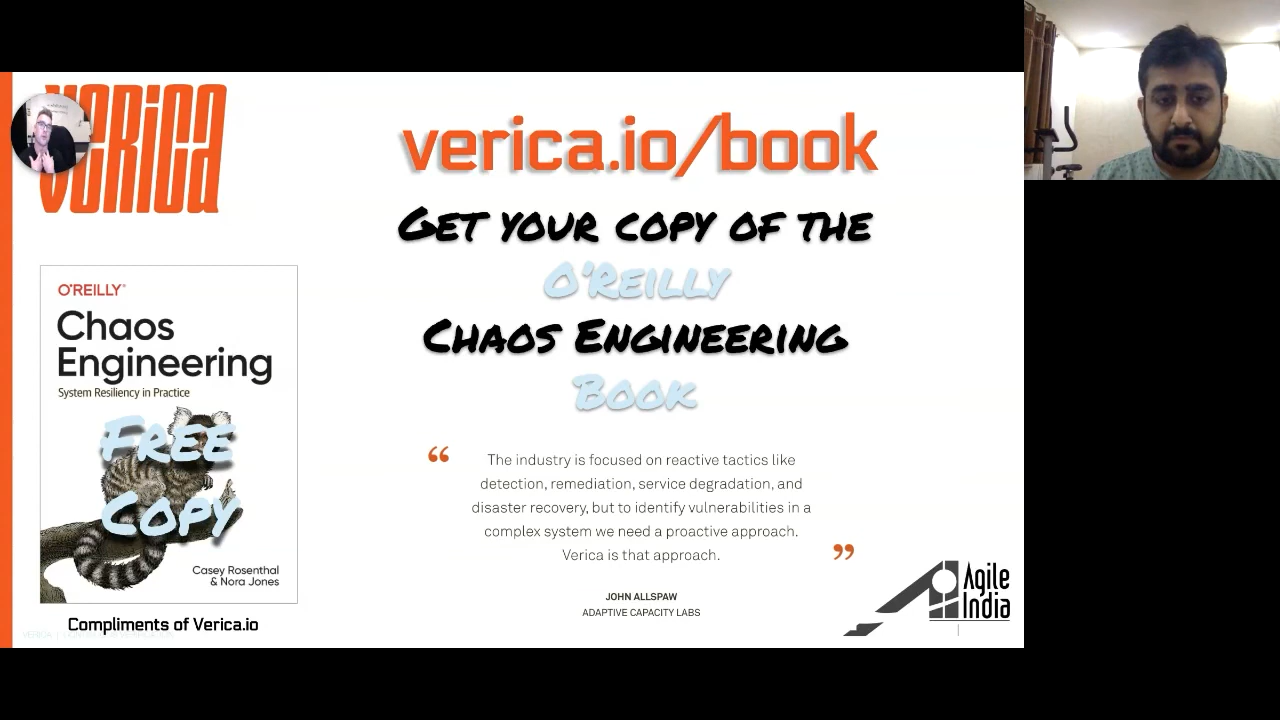 verica
verica.io/book
Get your copy of the
O'Reilly
Chaos Engineering
Book
O'REILLY®
Chaos
Engineering
System Resiliency in Practice
Free
Copy
Casey Rosenthal
& Nora Jones
Compliments of Verica.io
“ The industry is focused on reactive tactics like
detection, remediation, service degradation, and
disaster recovery, but to identify vulnerabilities in a
complex system we need a proactive approach.
Verica is that approach. ”
JOHN ALLSPAW
ADAPTIVE CAPACITY LABS
Agile
India